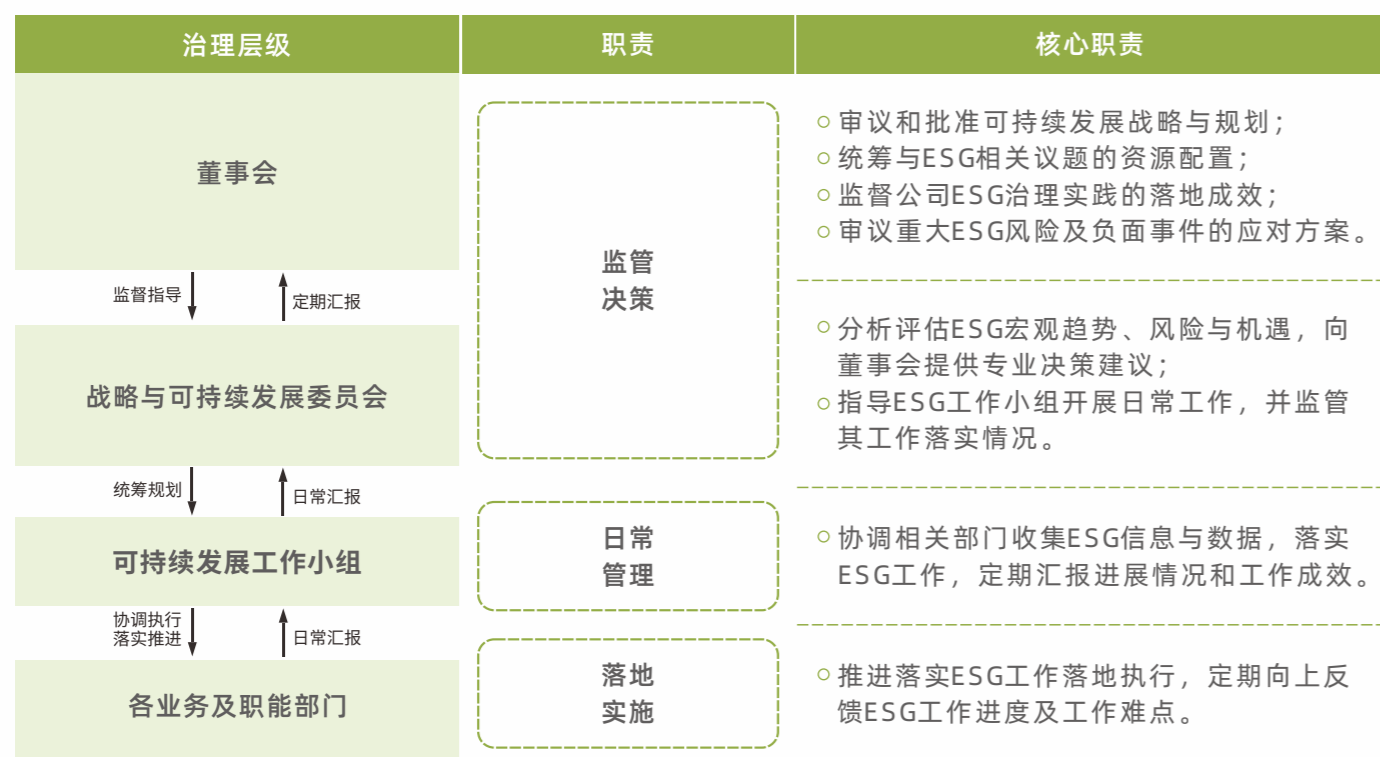 治理层级
职责
核心职责
董事会
监管
决策
审议和批准可持续发展战略与规划；
统筹与ESG相关议题的资源配置；
监督公司ESG治理实践的落地成效；
审议重大ESG风险及负面事件的应对方案。
监督指导
定期汇报
战略与可持续发展委员会
分析评估ESG宏观趋势、风险与机遇，向
董事会提供专业决策建议；
指导ESG工作小组开展日常工作，并监管
其工作落实情况。
统筹规划
日常汇报
可持续发展工作小组
日常
管理
协调相关部门收集ESG信息与数据，落实
ESG工作，定期汇报进展情况和工作成效。
协调执行
落实推进
日常汇报
各业务及职能部门
落地
实施
推进落实ESG工作落地执行，定期向上反
馈ESG工作进度及工作难点。